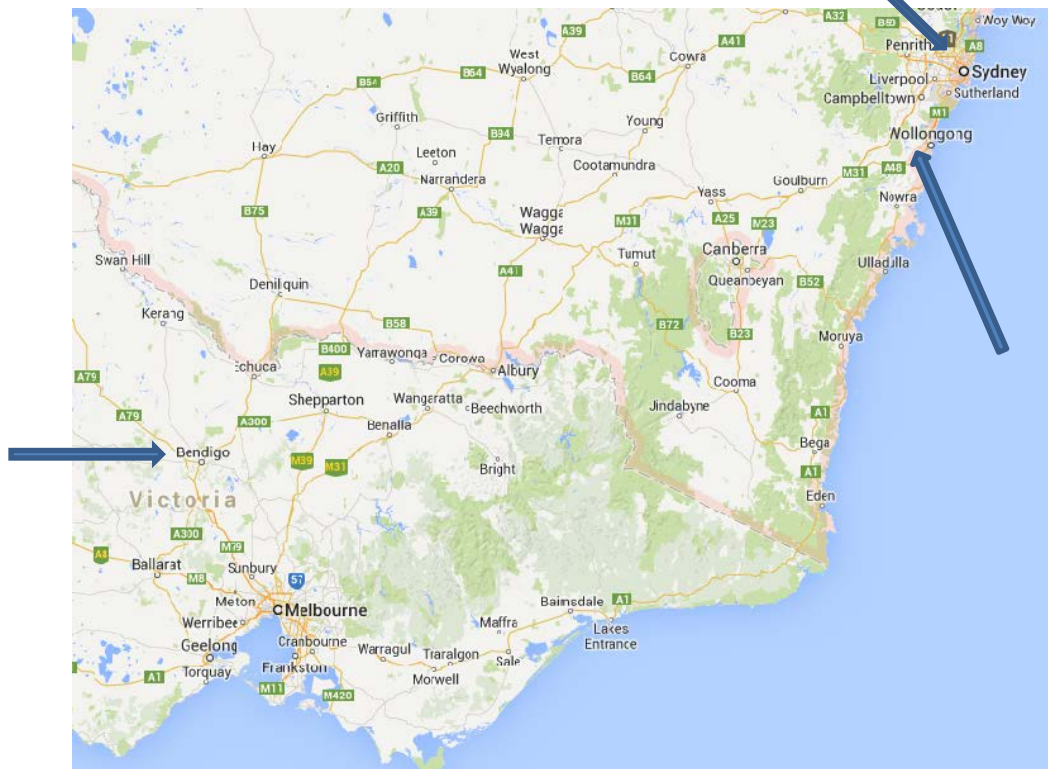 Woy Woy
A32
B59
A39
A41
Penrith
A8
West
Wyalong
Cowra
B64
B64
B64
Sydney
Liverpool
Sutherland
Campbelltown
M1
Griffith
Young
B94
Wollongong
Hay
Temora
Leeton
Cootamundra
A20
M31
A48
Narrandera
Yass
Goulburn
Nowra
B75
A39
Wagga
Wagga
M31
A25
M23
Canberra
Swan Hill
Tumut
Ulladulla
A41
Queanbeyan
B52
Deniliquin
Kerang
B58
B72
B23
Moruya
B400
Yarrawonga
Corowa
Albury
A39
A79
Cooma
Shepparton
Wangaratta
Beechworth
Jindabyne
A79
A300
Benalla
A1
Bega
Bendigo
M39
M31
Bright
A1
Victoria
Eden
A300
M79
A8
Ballarat
Sunbury
M8
Melbourne
A1
Bairnsdale
Werribee
Maffra
Lakes
Entrance
Geelong
Cranbourne
Warragul
Traralgon
Sale
Torquay
Frankston
Morwell
A1
M11
M420